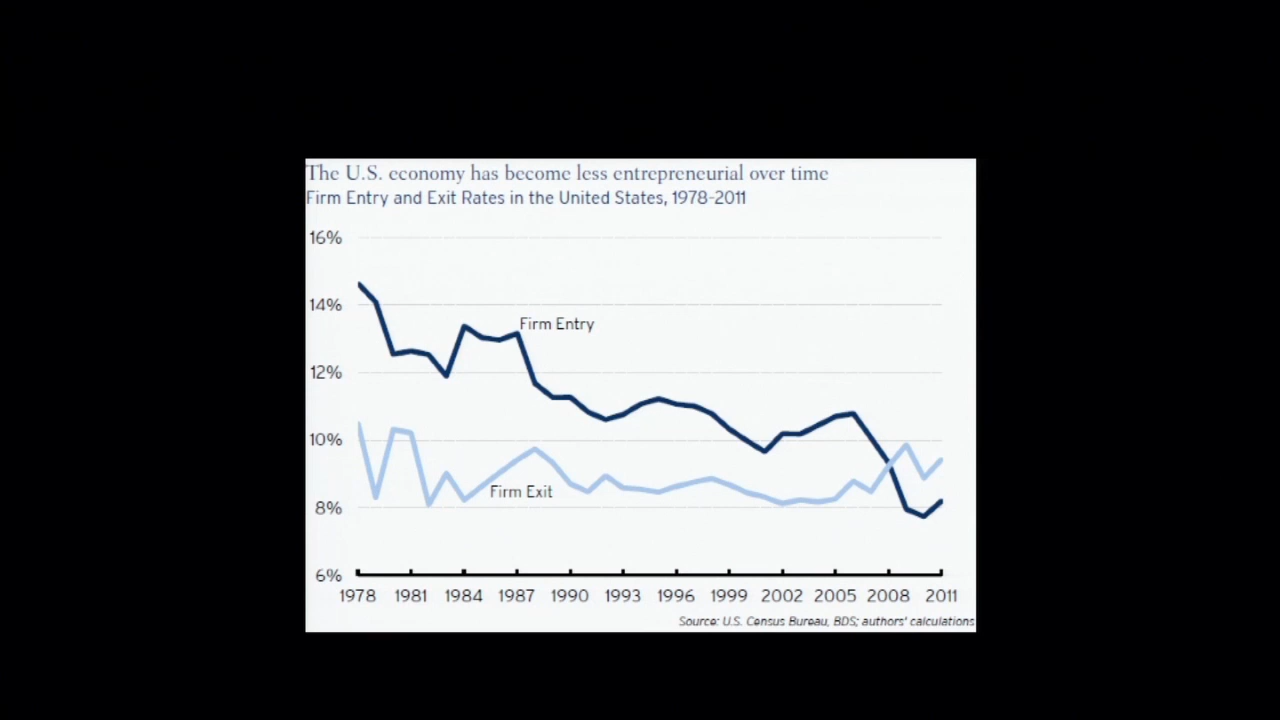 The U.S. economy has become less entrepreneurial over time
Firm Entry and Exit Rates in the United States, 1978-2011
16%
14%
Firm Entry
12%
10%
Firm Exit
8%
6%
1978 1981 1984 1987 1990 1993 1996 1999 2002 2005 2008 2011
Source: U.S. Census Bureau, BDS; authors' calculations